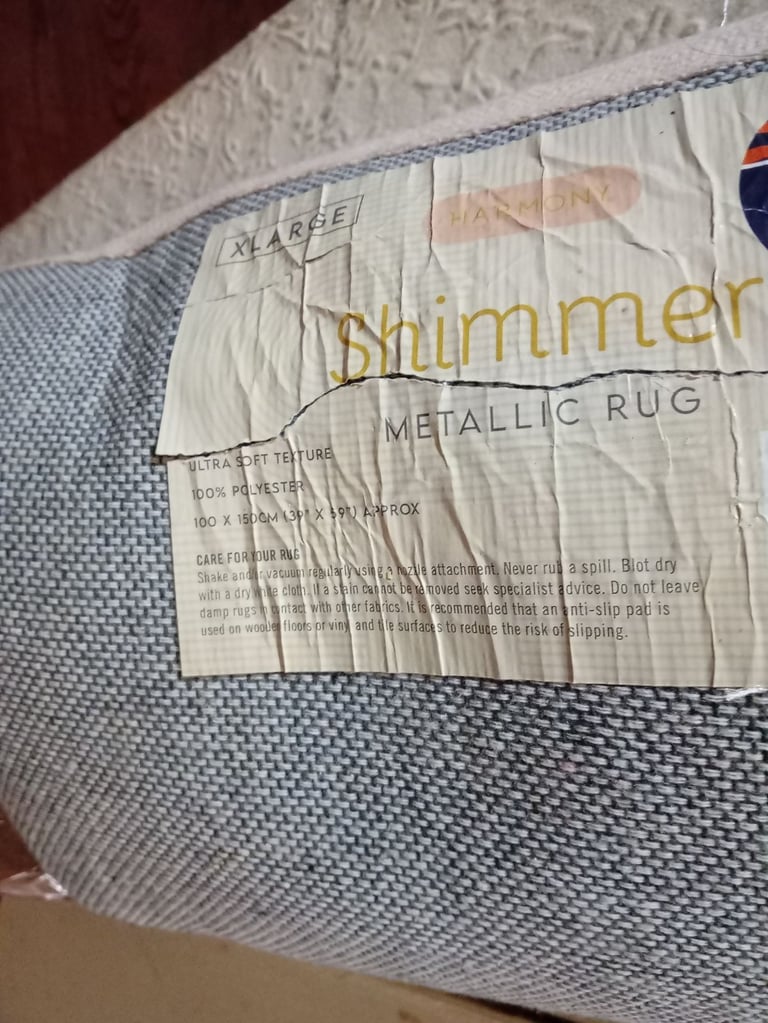 XLARGE
HARMONY
Shimmer
METALLIC RUG
ULTRA SOFT TEXTURE
100% POLYESTER
100 X 150CM (39" X 59") APPROX
CARE FOR YOUR RUG
Shake and/or vacuum regularly using a nozzle attachment. Never rub a spill. Blot dry
with a dry white cloth. If a stain cannot be removed seek specialist advice. Do not leave
damp rugs in contact with other fabrics. It is recommended that an anti-slip pad is
used on wooden floors or vinyl and tile surfaces to reduce the risk of slipping.